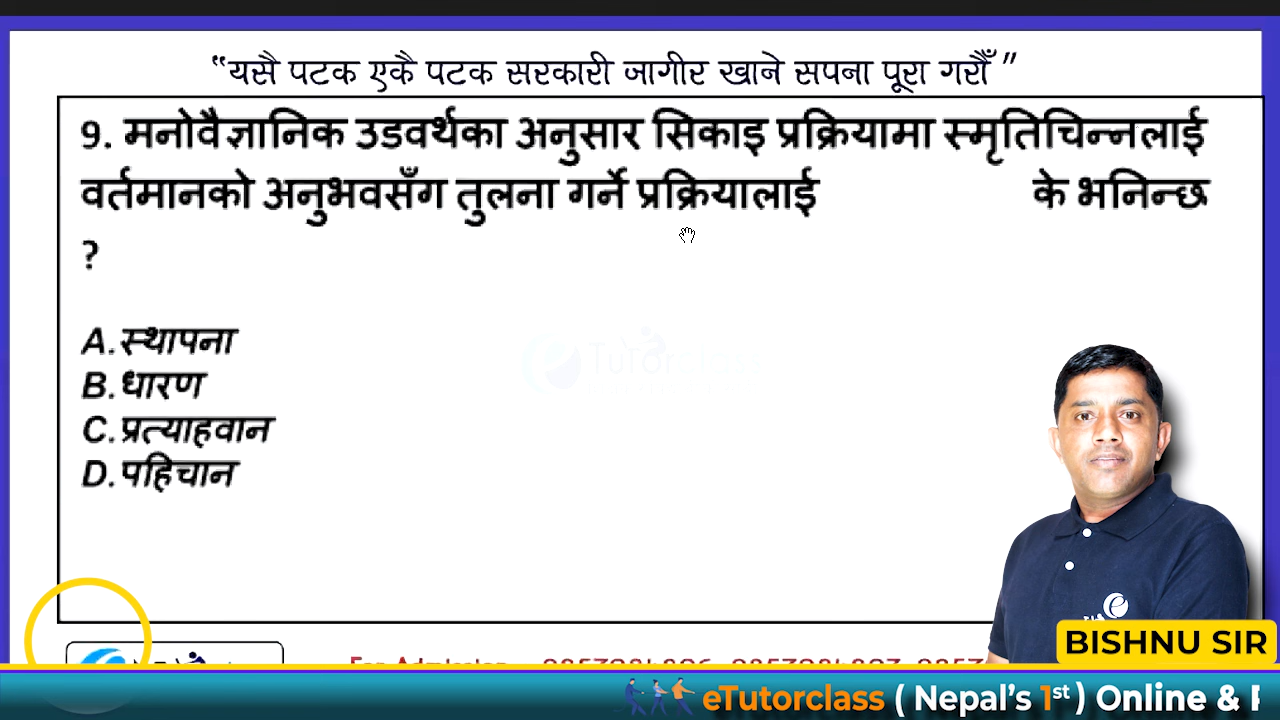 “यसै पटक एकै पटक सरकारी जागीर खाने सपना पूरा गरौँ”
9. मनोवैज्ञानिक उडवर्थका अनुसार सिकाइ प्रक्रियामा स्मृतिचिन्नलाई
वर्तमानको अनुभवसँग तुलना गर्ने प्रक्रियालाई के भनिन्छ
?
A.स्थापना
B.धारण
C.प्रत्याहवान
D.पहिचान
TuTorclass
BISHNU SIR
eTutorclass ( Nepal’s 1st ) Online &